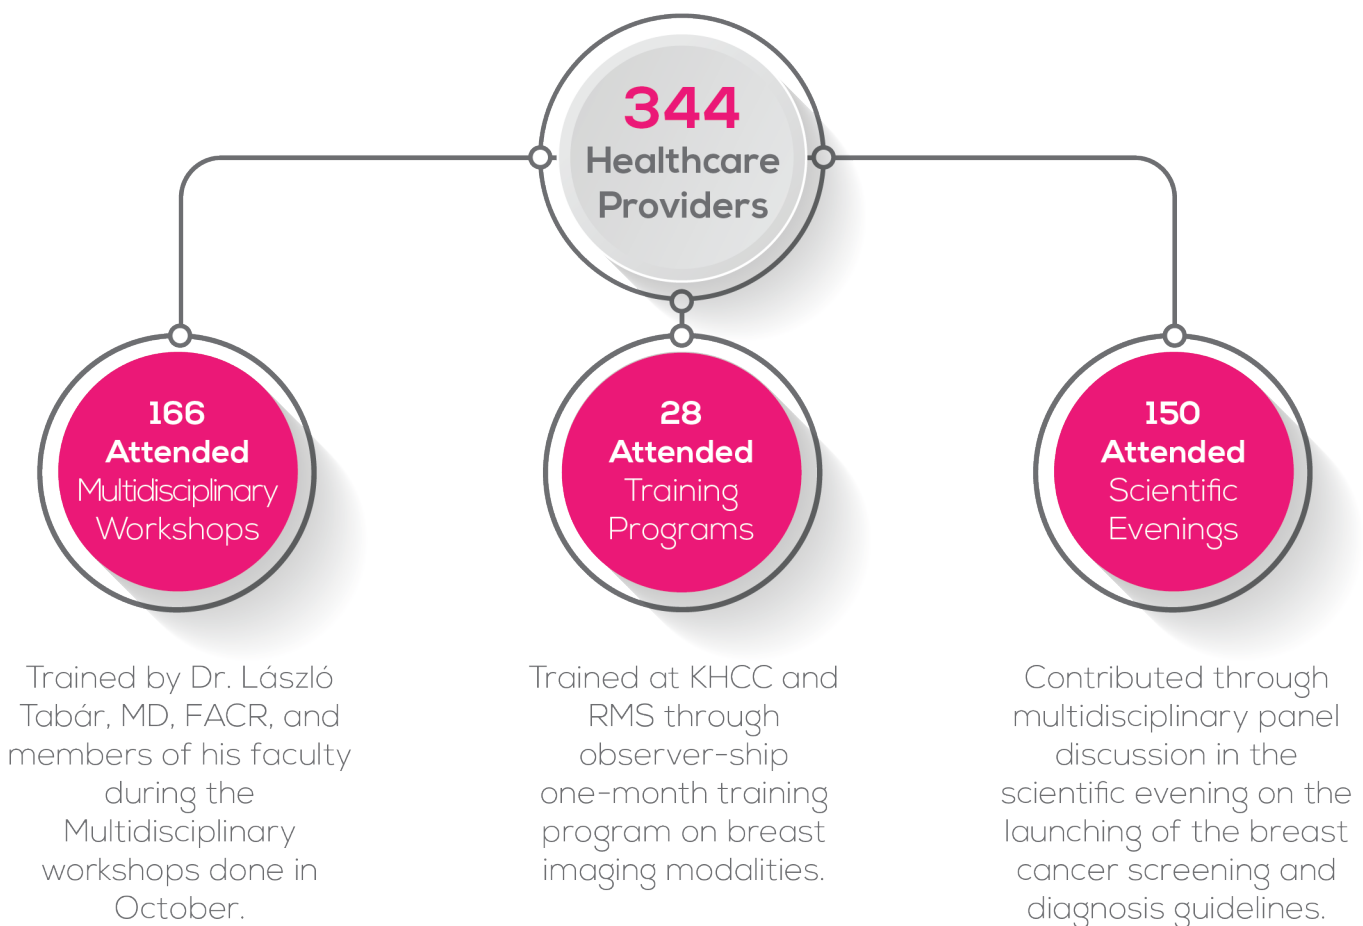 344
Healthcare
Providers
166
Attended
Multidisciplinary
Workshops
Trained by Dr. László
Tabár, MD, FACR, and
members of his faculty
during the
Multidisciplinary
workshops done in
October.
28
Attended
Training
Programs
Trained at KHCC and
RMS through
observer-ship
one-month training
program on breast
imaging modalities.
150
Attended
Scientific
Evenings
Contributed through
multidisciplinary panel
discussion in the
scientific evening on the
launching of the breast
cancer screening and
diagnosis guidelines.